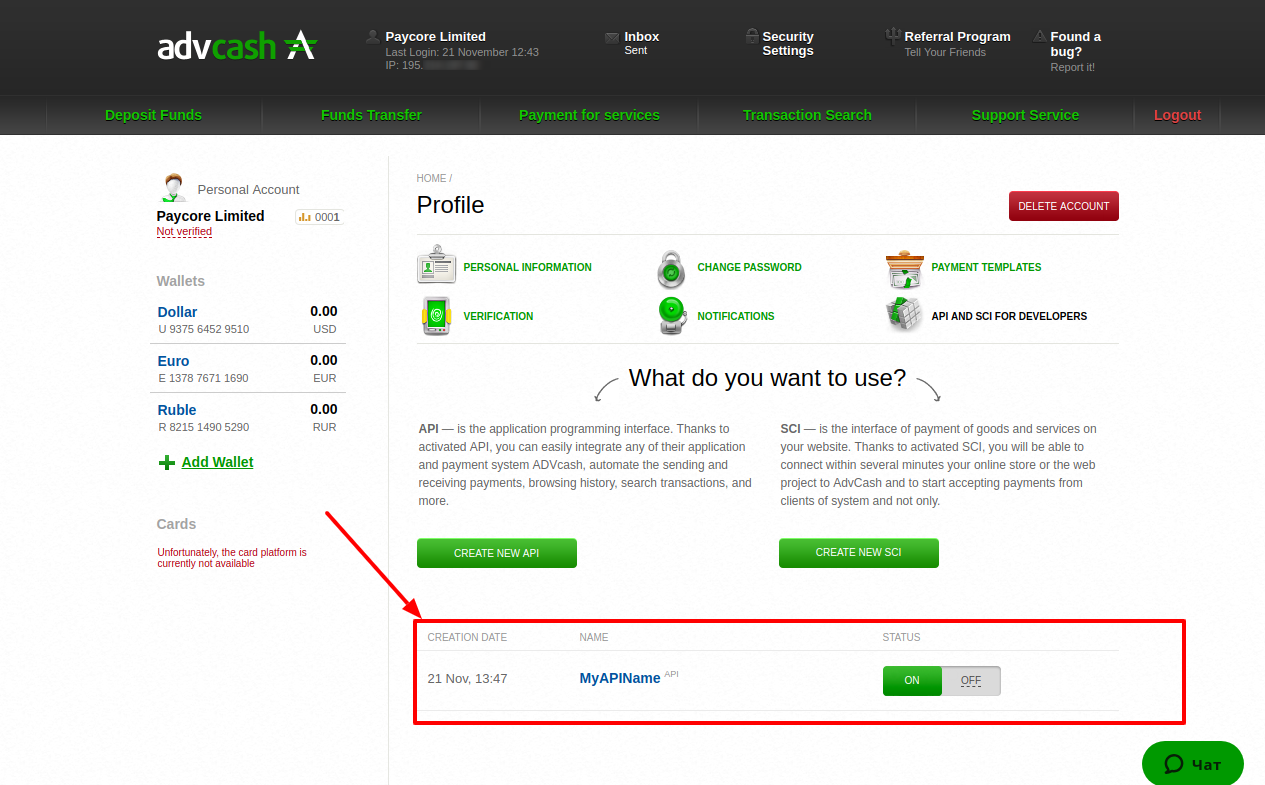 advcash
Paycore Limited
Last Login: 21 November 12:43
IP: 195.
Inbox
Sent
Security
Settings
Referral Program
Tell Your Friends
Found a
bug?
Report it!
Deposit Funds
Funds Transfer
Payment for services
Transaction Search
Support Service
Logout
Personal Account
Paycore Limited
0001
Not verified
Wallets
Dollar 0.00
U 9375 6452 9510 USD
Euro 0.00
E 1378 7671 1690 EUR
Ruble 0.00
R 8215 1490 5290 RUR
Add Wallet
Cards
Unfortunately, the card platform is
currently not available
HOME /
Profile
DELETE ACCOUNT
PERSONAL INFORMATION
CHANGE PASSWORD
PAYMENT TEMPLATES
VERIFICATION
NOTIFICATIONS
API AND SCI FOR DEVELOPERS
What do you want to use?
API — is the application programming interface. Thanks to
activated API, you can easily integrate any of their application
and payment system ADVcash, automate the sending and
receiving payments, browsing history, search transactions, and
more.
CREATE NEW API
SCI — is the interface of payment of goods and services on
your website. Thanks to activated SCI, you will be able to
connect within several minutes your online store or the web
project to AdvCash and to start accepting payments from
clients of system and not only.
CREATE NEW SCI
CREATION DATE NAME STATUS
21 Nov, 13:47 MyAPIName API ON OFF
Чат